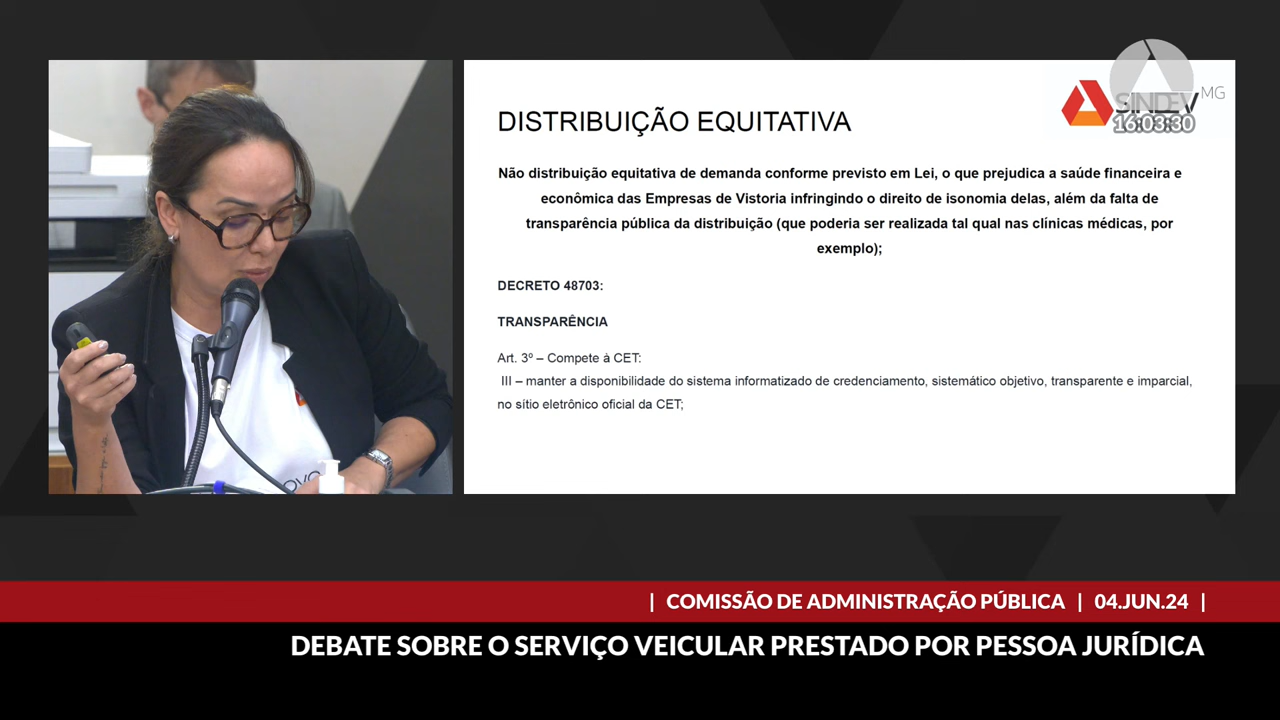 DISTRIBUIÇÃO EQUITATIVA
SINDEV MG
16:03:30
Não distribuição equitativa de demanda conforme previsto em Lei, o que prejudica a saúde financeira e
econômica das Empresas de Vistoria infringindo o direito de isonomia delas, além da falta de
transparência pública da distribuição (que poderia ser realizada tal qual nas clínicas médicas, por
exemplo);
DECRETO 48703:
TRANSPARÊNCIA
Art. 3º – Compete à CET:
III – manter a disponibilidade do sistema informatizado de credenciamento, sistemático objetivo, transparente e imparcial,
no sítio eletrônico oficial da CET;
| COMISSÃO DE ADMINISTRAÇÃO PÚBLICA | 04.JUN.24 |
DEBATE SOBRE O SERVIÇO VEICULAR PRESTADO POR PESSOA JURÍDICA